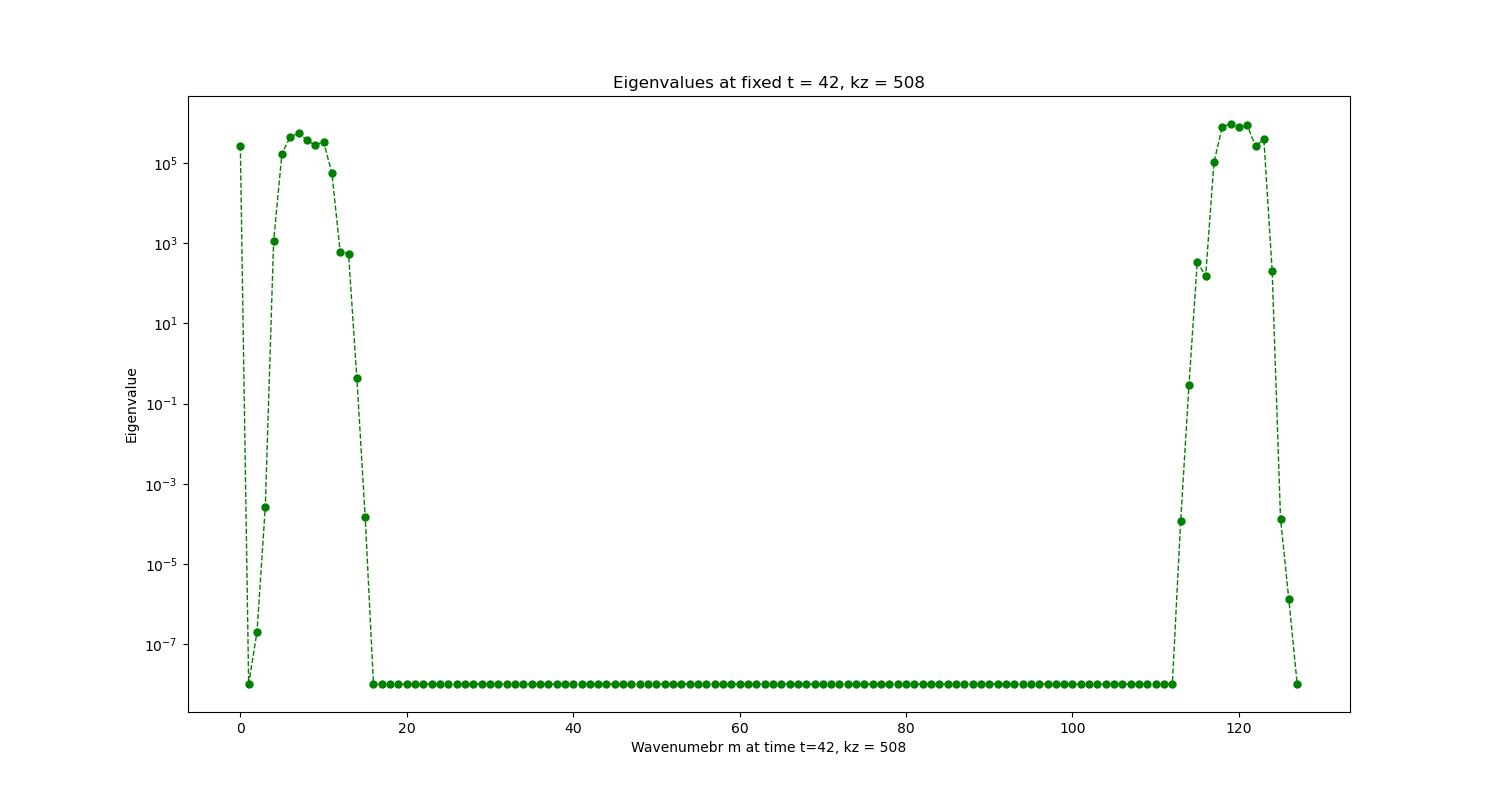 Eigenvalues at fixed t = 42, kz = 508
Eigenvalue
10^5
10^3
10^1
10^-1
10^-3
10^-5
10^-7
0 20 40 60 80 100 120
Wavenumebr m at time t=42, kz = 508